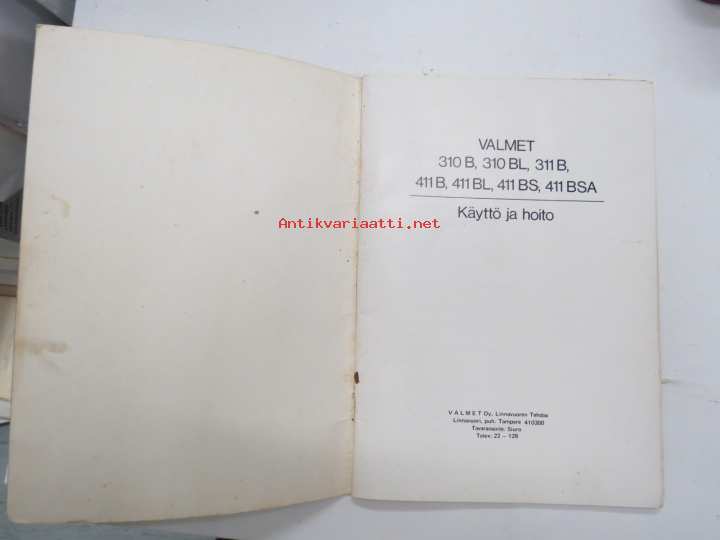 VALMET
310 B, 310 BL, 311 B,
411 B, 411 BL, 411 BS, 411 BSA
Käyttö ja hoito
Antikvariaatti.net
VALMET Oy, Linnavuoren Tehdas
Linnavuori, puh. Tampere 410300
Tavaraosoite: Siuro
Telex: 22 – 128